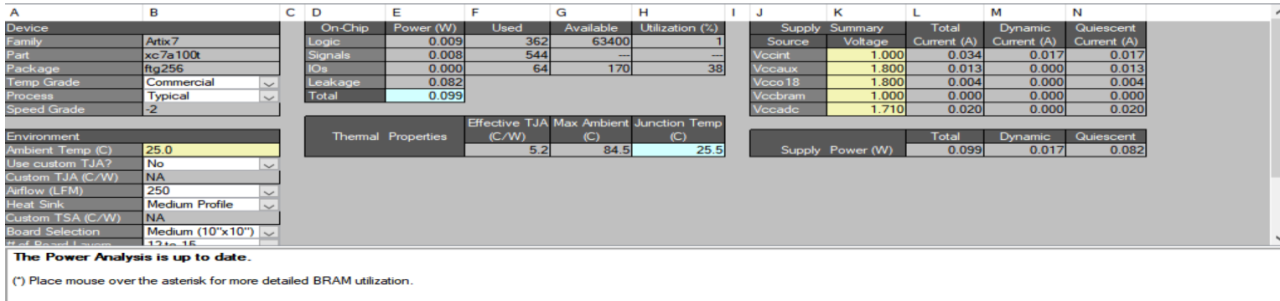 A B C D E F G H I J K L M N
Device On-Chip Power (W) Used Available Utilization (%) Supply Summary Total Dynamic Quiescent
Family Artix7 Logic 0.009 362 63400 1 Source Voltage Current (A) Current (A) Current (A)
Part xc7a100t Signals 0.008 544 --- --- Vccint 1.000 0.034 0.017 0.017
Package ftg256 IOs 0.000 64 170 38 Vccaux 1.800 0.013 0.000 0.013
Temp Grade Commercial Leakage 0.082 Vcco18 1.800 0.004 0.000 0.004
Process Typical Total 0.099 Vccbram 1.000 0.000 0.000 0.000
Speed Grade -2 Vccadc 1.710 0.020 0.000 0.020
Effective TJA Max Ambient Junction Temp
Environment Thermal Properties (C/W) (C) (C) Total Dynamic Quiescent
Ambient Temp (C) 25.0 5.2 84.5 25.5 Supply Power (W) 0.099 0.017 0.082
Use custom TJA? No
Custom TJA (C/W) NA
Airflow (LFM) 250
Heat Sink Medium Profile
Custom TSA (C/W) NA
Board Selection Medium (10"x10")
# of Board Layers 12 to 15
The Power Analysis is up to date.
(*) Place mouse over the asterisk for more detailed BRAM utilization.